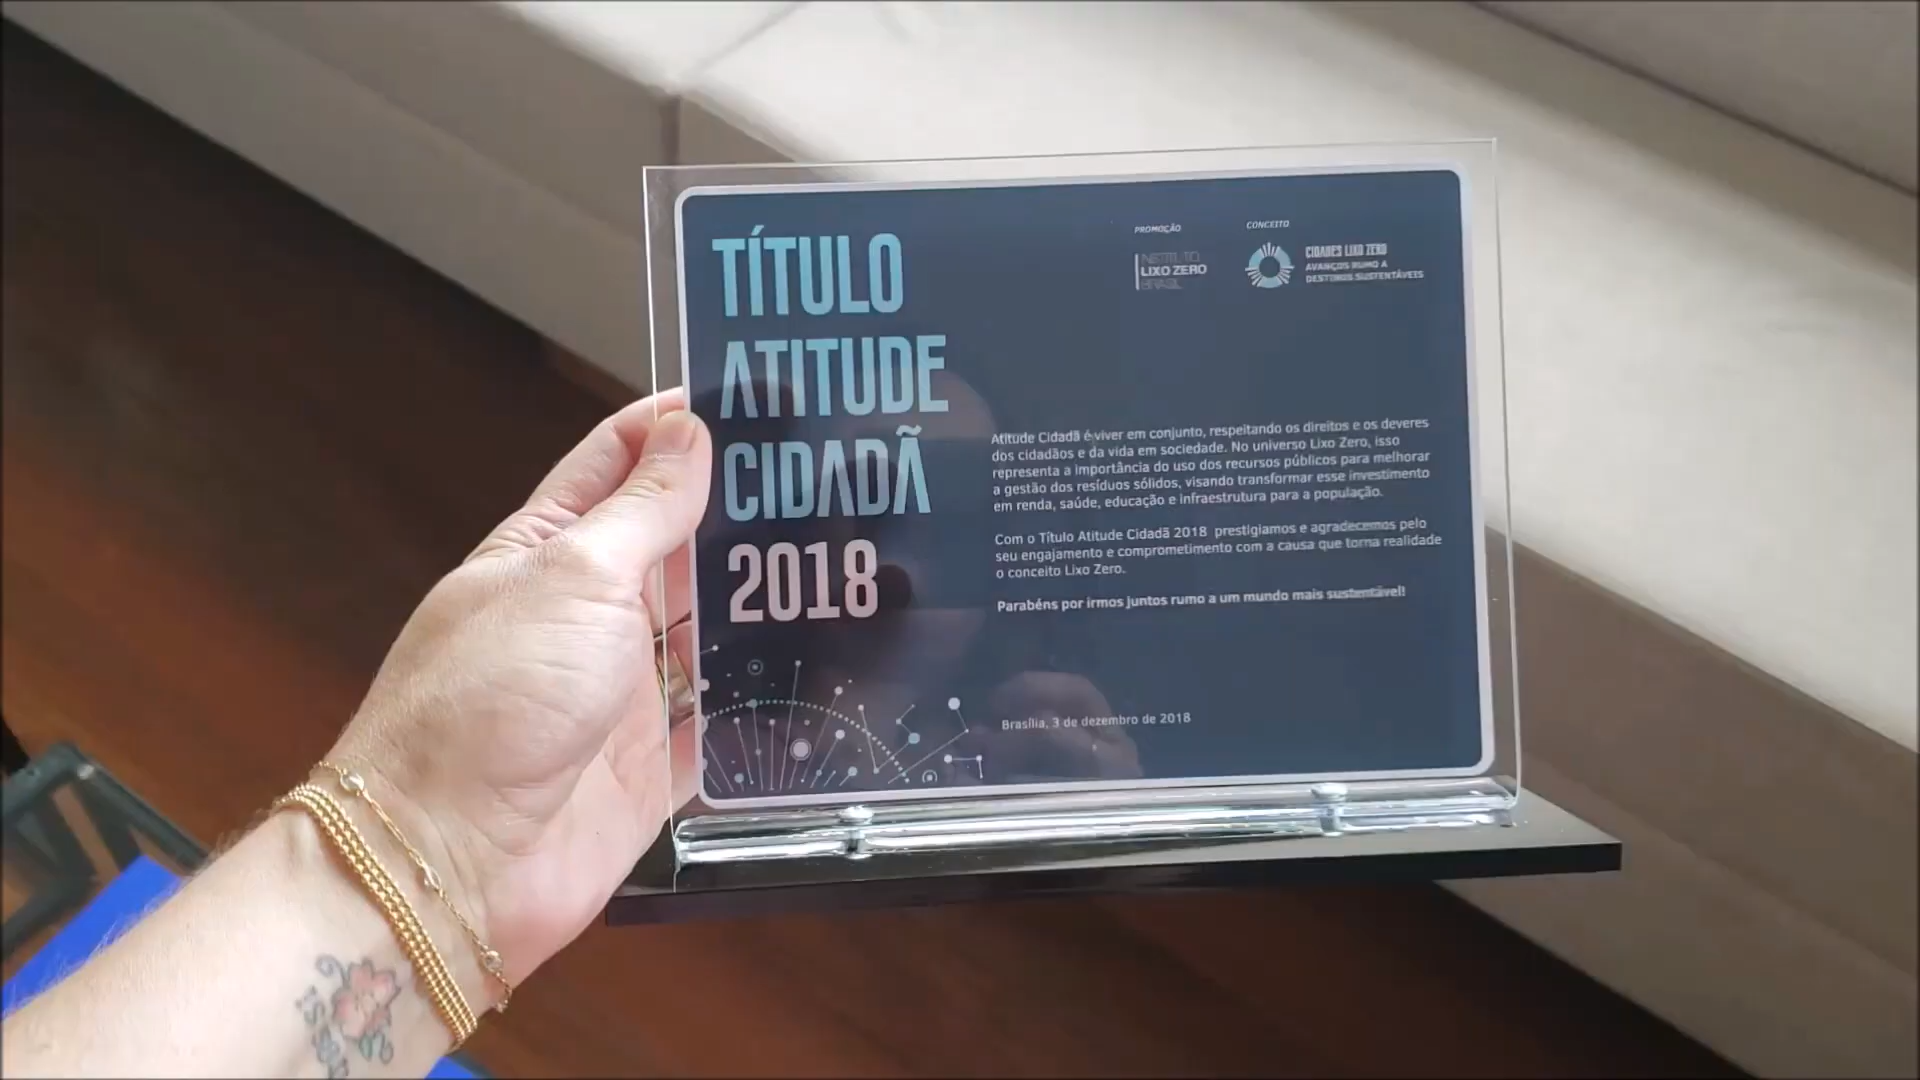 TÍTULO
ATITUDE
CIDADÃ
2018
PROMOÇÃO
INSTITUTO
LIXO ZERO
BRASIL
CONCEITO
CIDADES LIXO ZERO
AVANÇOS RUMO A
DESTINOS SUSTENTÁVEIS
Atitude Cidadã é viver em conjunto, respeitando os direitos e os deveres
dos cidadãos e da vida em sociedade. No universo Lixo Zero, isso
representa a importância do uso dos recursos públicos para melhorar
a gestão dos resíduos sólidos, visando transformar esse investimento
em renda, saúde, educação e infraestrutura para a população.
Com o Título Atitude Cidadã 2018 prestigiamos e agradecemos pelo
seu engajamento e comprometimento com a causa que torna realidade
o conceito Lixo Zero.
Parabéns por irmos juntos rumo a um mundo mais sustentável!
Brasília, 3 de dezembro de 2018